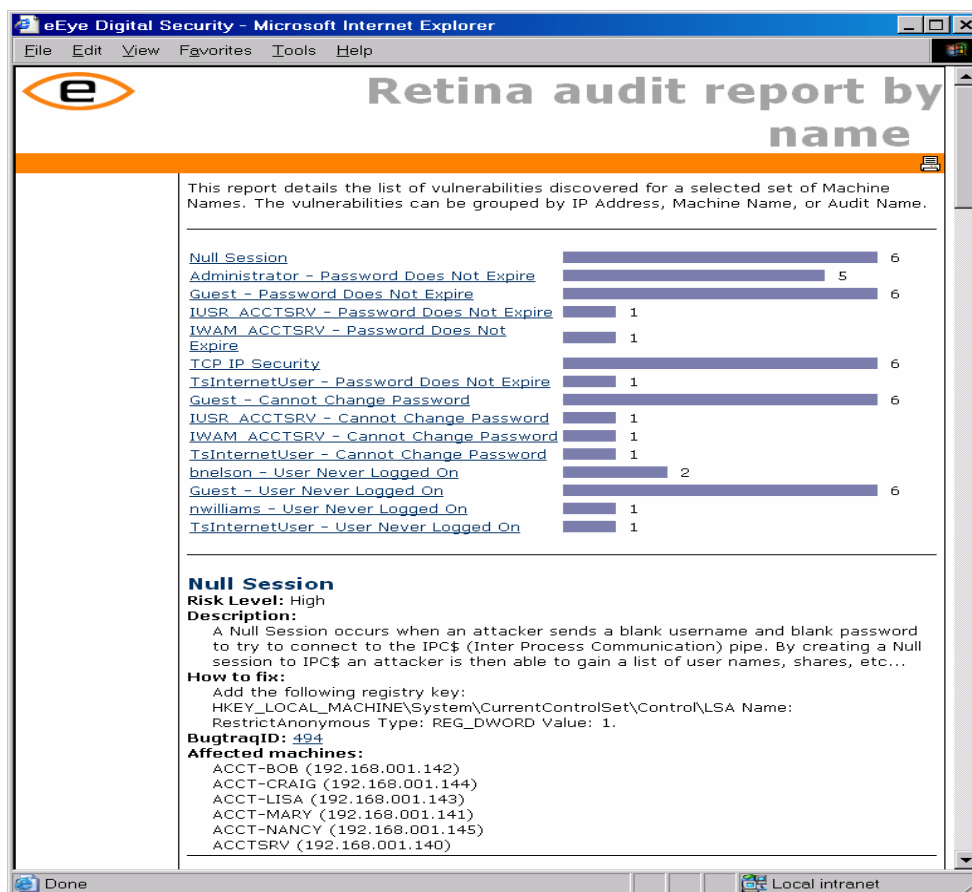 eEye Digital Security - Microsoft Internet Explorer
File Edit View Favorites Tools Help
e
Retina audit report by
name
This report details the list of vulnerabilities discovered for a selected set of Machine
Names. The vulnerabilities can be grouped by IP Address, Machine Name, or Audit Name.
Null Session 6
Administrator - Password Does Not Expire 5
Guest - Password Does Not Expire 6
IUSR_ACCTSRV - Password Does Not Expire 1
IWAM_ACCTSRV - Password Does Not
Expire 1
TCP IP Security 6
TsInternetUser - Password Does Not Expire 1
Guest - Cannot Change Password 6
IUSR_ACCTSRV - Cannot Change Password 1
IWAM_ACCTSRV - Cannot Change Password 1
TsInternetUser - Cannot Change Password 1
bnelson - User Never Logged On 2
Guest - User Never Logged On 6
nwilliams - User Never Logged On 1
TsInternetUser - User Never Logged On 1
Null Session
Risk Level: High
Description:
A Null Session occurs when an attacker sends a blank username and blank password
to try to connect to the IPC$ (Inter Process Communication) pipe. By creating a Null
session to IPC$ an attacker is then able to gain a list of user names, shares, etc...
How to fix:
Add the following registry key:
HKEY_LOCAL_MACHINE\System\CurrentControlSet\Control\LSA Name:
RestrictAnonymous Type: REG_DWORD Value: 1.
BugtraqID: 494
Affected machines:
ACCT-BOB (192.168.001.142)
ACCT-CRAIG (192.168.001.144)
ACCT-LISA (192.168.001.143)
ACCT-MARY (192.168.001.141)
ACCT-NANCY (192.168.001.145)
ACCTSRV (192.168.001.140)
Done Local intranet